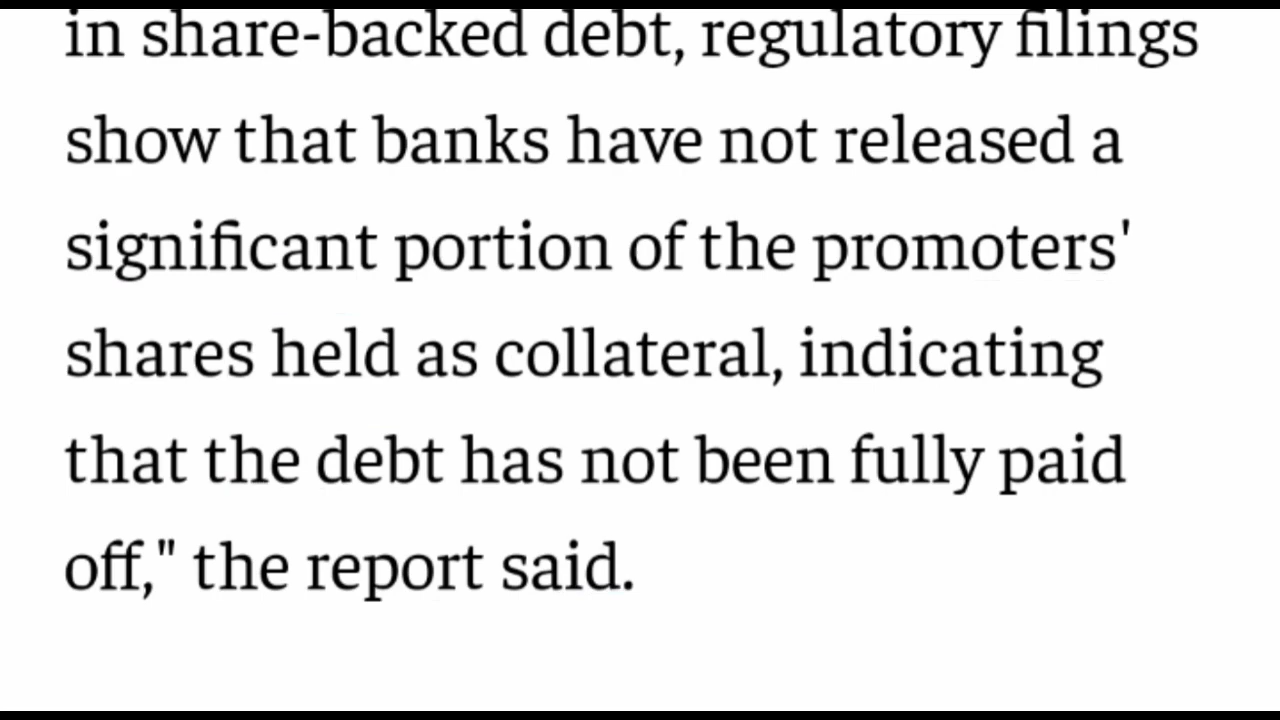 in share-backed debt, regulatory filings
show that banks have not released a
significant portion of the promoters'
shares held as collateral, indicating
that the debt has not been fully paid
off," the report said.